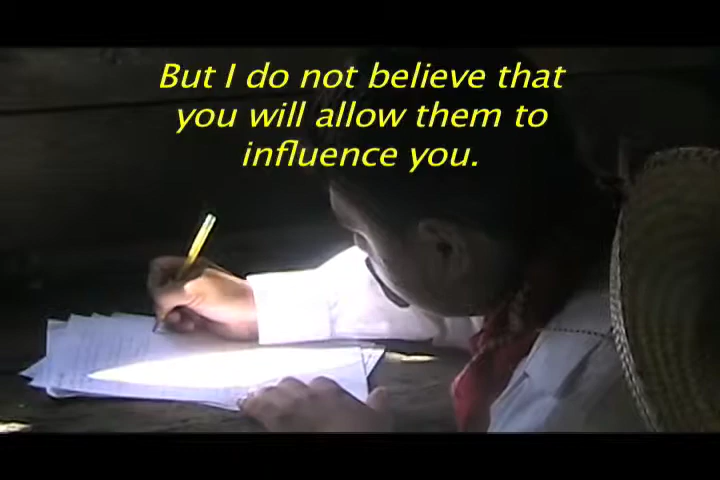 But I do not believe that
you will allow them to
influence you.